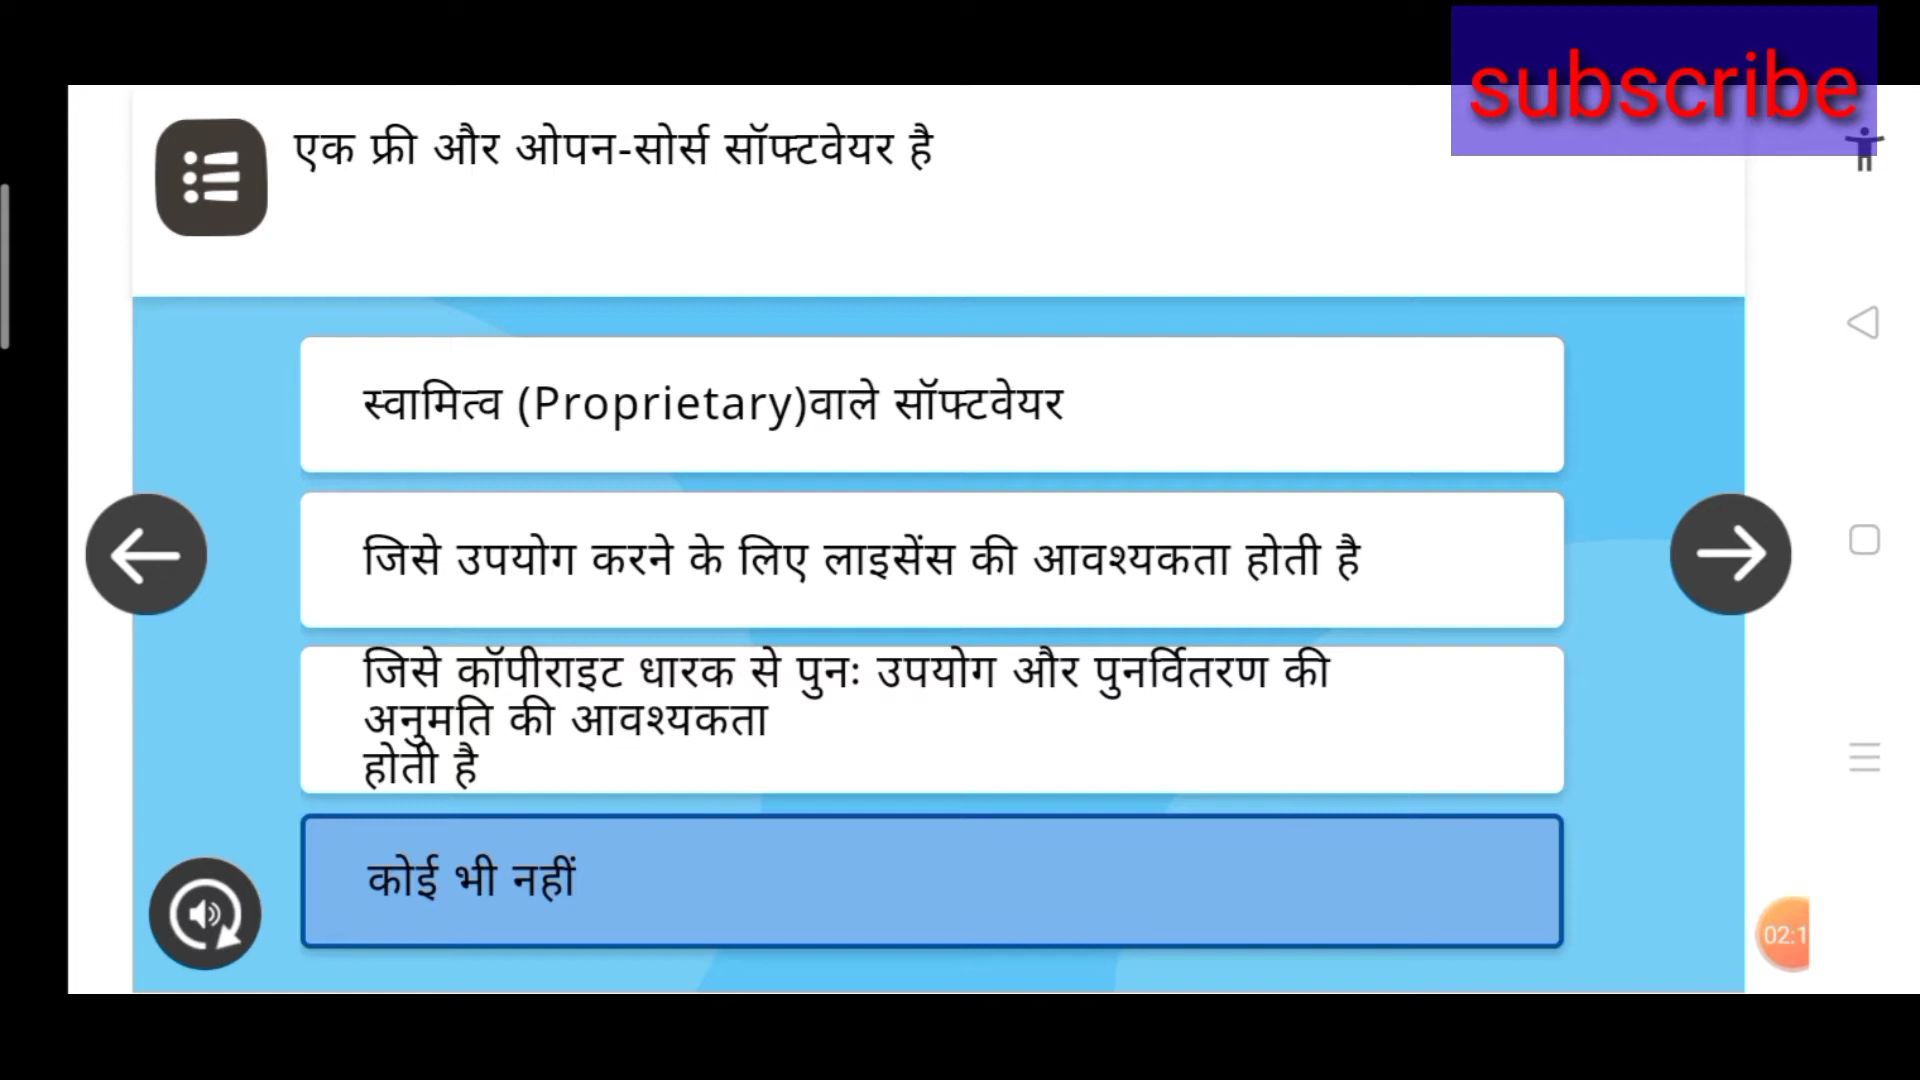 subscribe
एक फ्री और ओपन-सोर्स सॉफ्टवेयर है
स्वामित्व (Proprietary)वाले सॉफ्टवेयर
जिसे उपयोग करने के लिए लाइसेंस की आवश्यकता होती है
जिसे कॉपीराइट धारक से पुनः उपयोग और पुनर्वितरण की
अनुमति की आवश्यकता
होती है
कोई भी नहीं
02:1